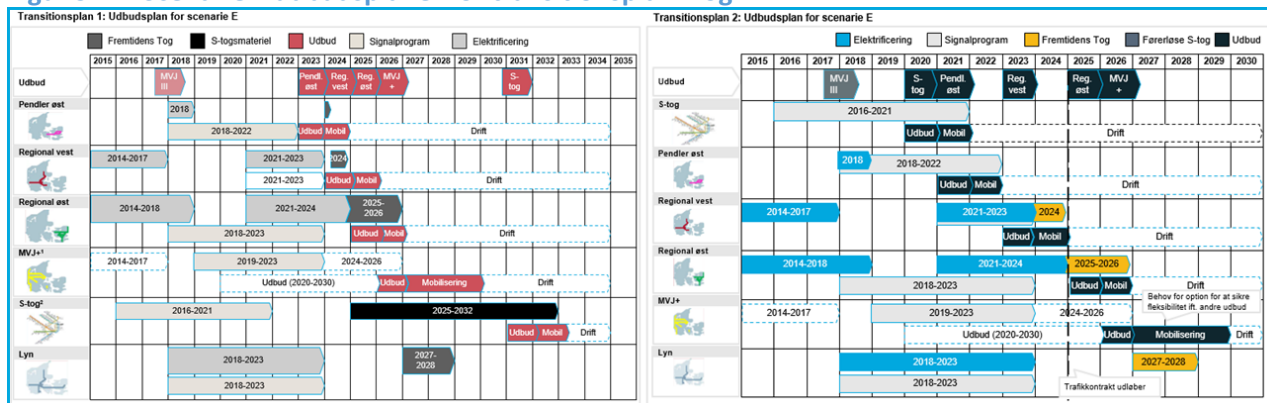 Transitionsplan 1: Udbudsplan for scenarie E
Fremtidens Tog S-togsmateriel Udbud Signalprogram Elektrificering
2015 2016 2017 2018 2019 2020 2021 2022 2023 2024 2025 2026 2027 2028 2029 2030 2031 2032 2033 2034 2035
Udbud
MVJ III
Pendl. øst
Reg. vest
Reg. øst
MVJ +
S-tog
Pendler øst
2018
2018-2022 Udbud Mobil Drift
Regional vest
2014-2017 2021-2023 2024
2021-2023 Udbud Mobil Drift
Regional øst
2014-2018 2021-2024 2025-2026
2018-2023 Udbud Mobil Drift
MVJ+¹
2014-2017 2019-2023 2024-2026
Udbud (2020-2030) Udbud Mobilisering Drift
S-tog²
2016-2021 2025-2032
Udbud Mobil Drift
Lyn
2018-2023 2027-2028
2018-2023
Transitionsplan 2: Udbudsplan for scenarie E
Elektrificering Signalprogram Fremtidens Tog Førerløse S-tog Udbud
2015 2016 2017 2018 2019 2020 2021 2022 2023 2024 2025 2026 2027 2028 2029 2030
Udbud
MVJ III
S-tog
Pendl. øst
Reg. vest
Reg. øst
MVJ +
S-tog
2016-2021
Udbud Mobil Drift
Pendler øst
2018 2018-2022
Udbud Mobil Drift
Regional vest
2014-2017 2021-2023 2024
Udbud Mobil Drift
Regional øst
2014-2018 2021-2024 2025-2026
2018-2023 Udbud Mobil Drift
Behov for option for at sikre
fleksibilitet ift. andre udbud
MVJ+
2014-2017 2019-2023 2024-2026
Udbud (2020-2030) Udbud Mobilisering Drift
Lyn
2018-2023 2027-2028
2018-2023
Trafikkontrakt udløber